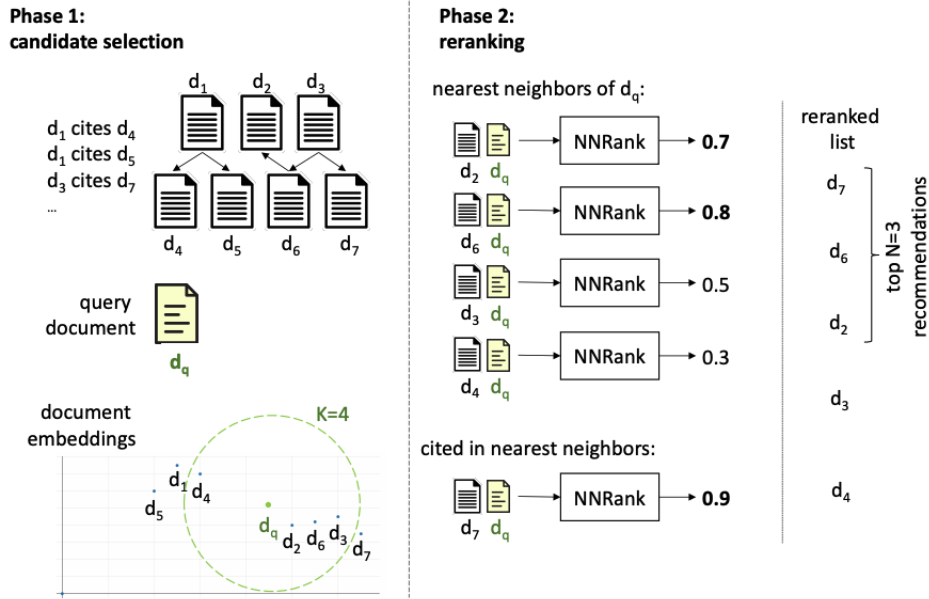 Phase 1:
candidate selection
d1 d2 d3
d1 cites d4
d1 cites d5
d3 cites d7
...
d4 d5 d6 d7
query
document
dq
document
embeddings
K=4
d1 d4
d5
dq
d2 d6 d3
d7
Phase 2:
reranking
nearest neighbors of dq:
NNRank 0.7
d2 dq
NNRank 0.8
d6 dq
NNRank 0.5
d3 dq
NNRank 0.3
d4 dq
cited in nearest neighbors:
NNRank 0.9
d7 dq
reranked
list
d7
d6
d2
d3
d4
top N=3
recommendations